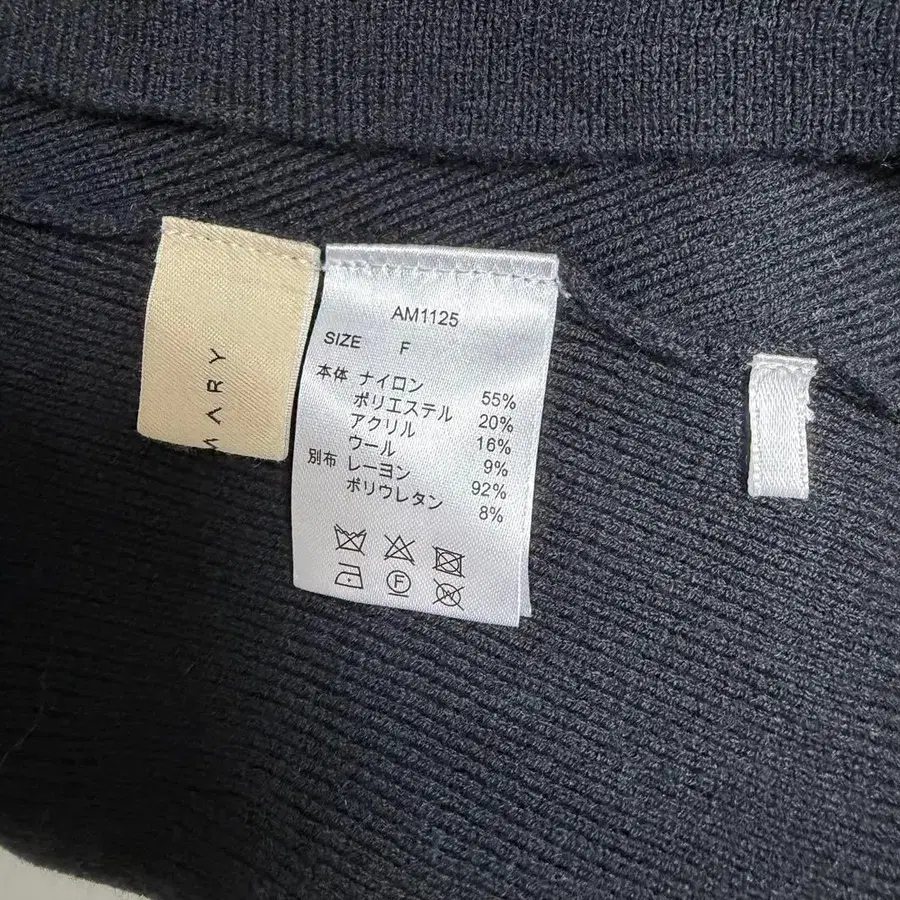 MARY
AM1125
SIZE F
本体 ナイロン 55%
ポリエステル 20%
アクリル 16%
ウール 9%
別布 レーヨン 92%
ポリウレタン 8%
F
W